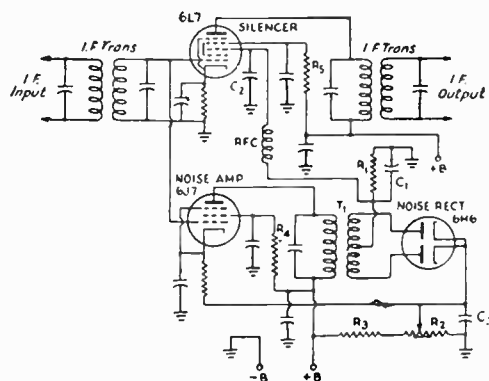 6L7
SILENCER
I.F. Trans
I.F. Trans
I.F.
Input
C2
R5
I.F.
Output
RFC
+B
R1
C1
NOISE AMP
6J7
T1
NOISE RECT
6H6
R4
R3
R2
C3
-B
+B